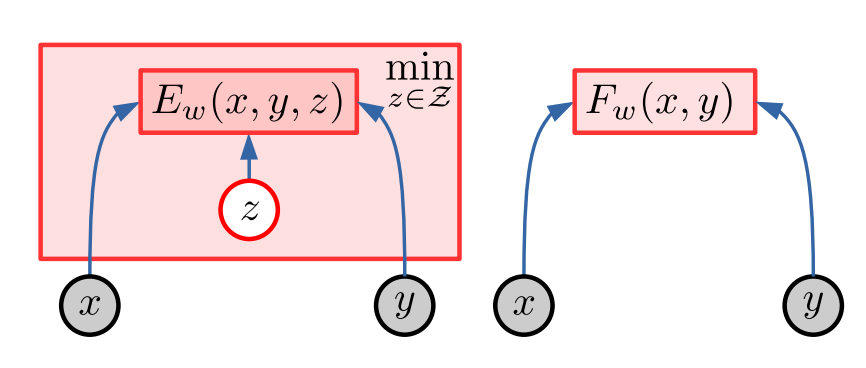 min
z∈𝒵
E_w(x, y, z)
F_w(x, y)
z
x
y
x
y